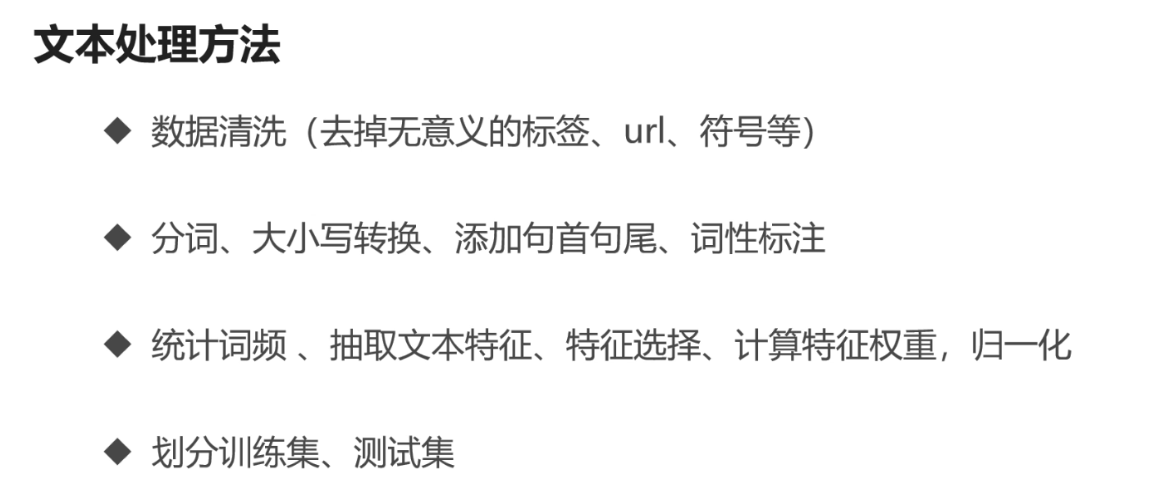 文本处理方法
◆ 数据清洗（去掉无意义的标签、url、符号等）
◆ 分词、大小写转换、添加句首句尾、词性标注
◆ 统计词频 、抽取文本特征、特征选择、计算特征权重，归一化
◆ 划分训练集、测试集